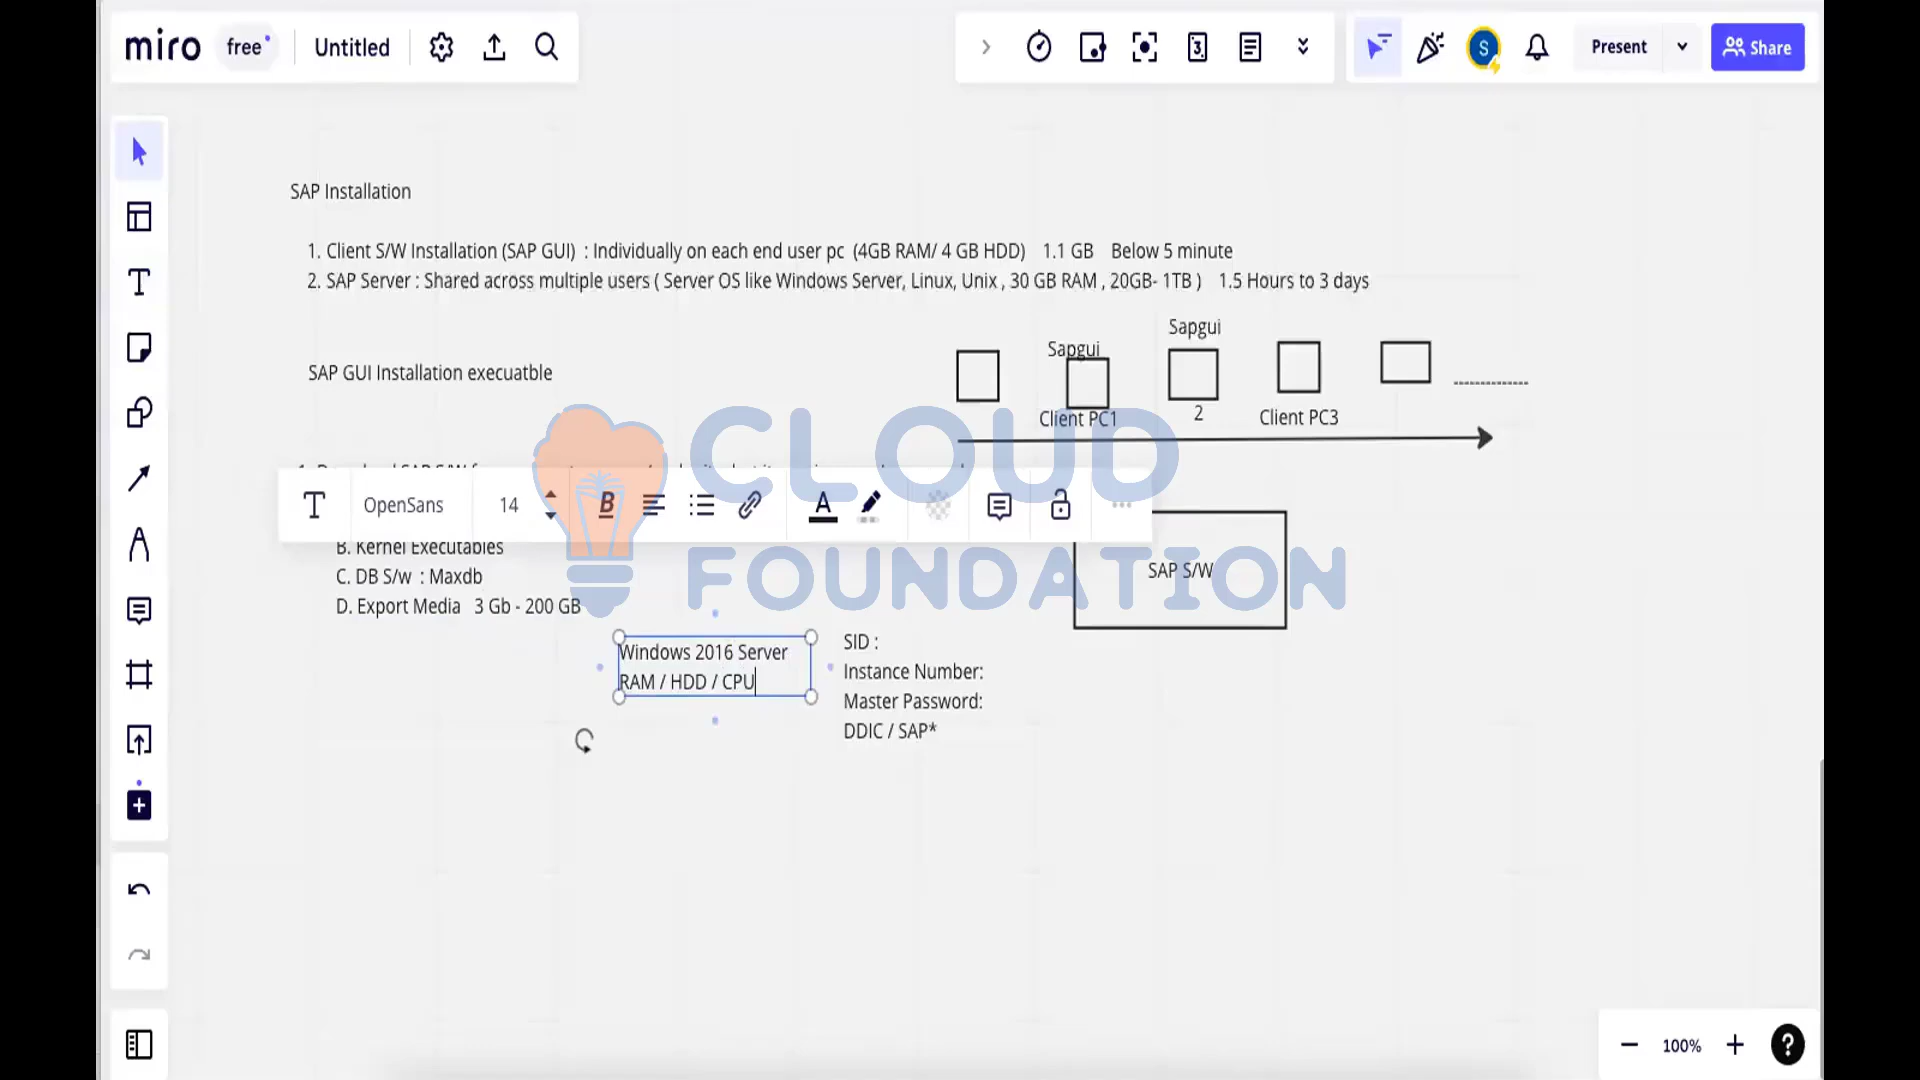 miro free Untitled
Present Share
S
3
SAP Installation
1. Client S/W Installation (SAP GUI) : Individually on each end user pc (4GB RAM/ 4 GB HDD) 1.1 GB Below 5 minute
2. SAP Server : Shared across multiple users ( Server OS like Windows Server, Linux, Unix , 30 GB RAM , 20GB- 1TB ) 1.5 Hours to 3 days
Sapgui
Sapgui
SAP GUI Installation execuatble
Client PC1
2
Client PC3
CLOUD
FOUNDATION
OpenSans 14 B A
B. Kernel Executables
C. DB S/w : Maxdb
D. Export Media 3 Gb - 200 GB
SAP S/W
Windows 2016 Server
RAM / HDD / CPU
SID :
Instance Number:
Master Password:
DDIC / SAP*
100%